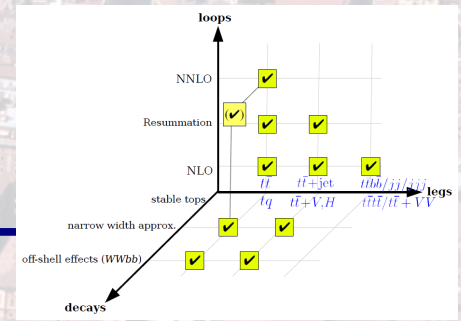 loops
NNLO
(✔)
Resummation
NLO
tt̄ tt̄+jet tt̄bb̄/jj/jjj
legs
stable tops
tq tt̄+V,H tt̄tt̄/tt̄ + VV
narrow width approx.
off-shell effects (WWbb)
decays